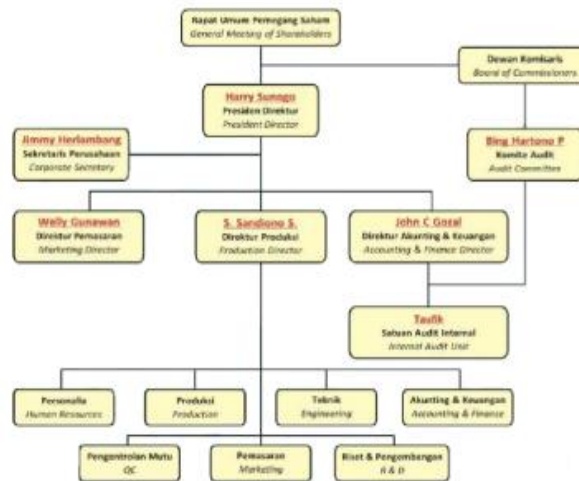 Rapat Umum Pemegang Saham
General Meeting of Shareholders
Dewan Komisaris
Board of Commissioners
Harry Sunogo
Presiden Direktur
President Director
Jimmy Herlambang
Sekretaris Perusahaan
Corporate Secretary
Bing Hartono P
Komite Audit
Audit Committee
Welly Gunawan
Direktur Pemasaran
Marketing Director
S. Sandiono S.
Direktur Produksi
Production Director
John C Gozal
Direktur Akunting & Keuangan
Accounting & Finance Director
Taufik
Satuan Audit Internal
Internal Audit Unit
Personalia
Human Resources
Produksi
Production
Teknik
Engineering
Akunting & Keuangan
Accounting & Finance
Pengontrolan Mutu
QC
Pemasaran
Marketing
Riset & Pengembangan
R & D